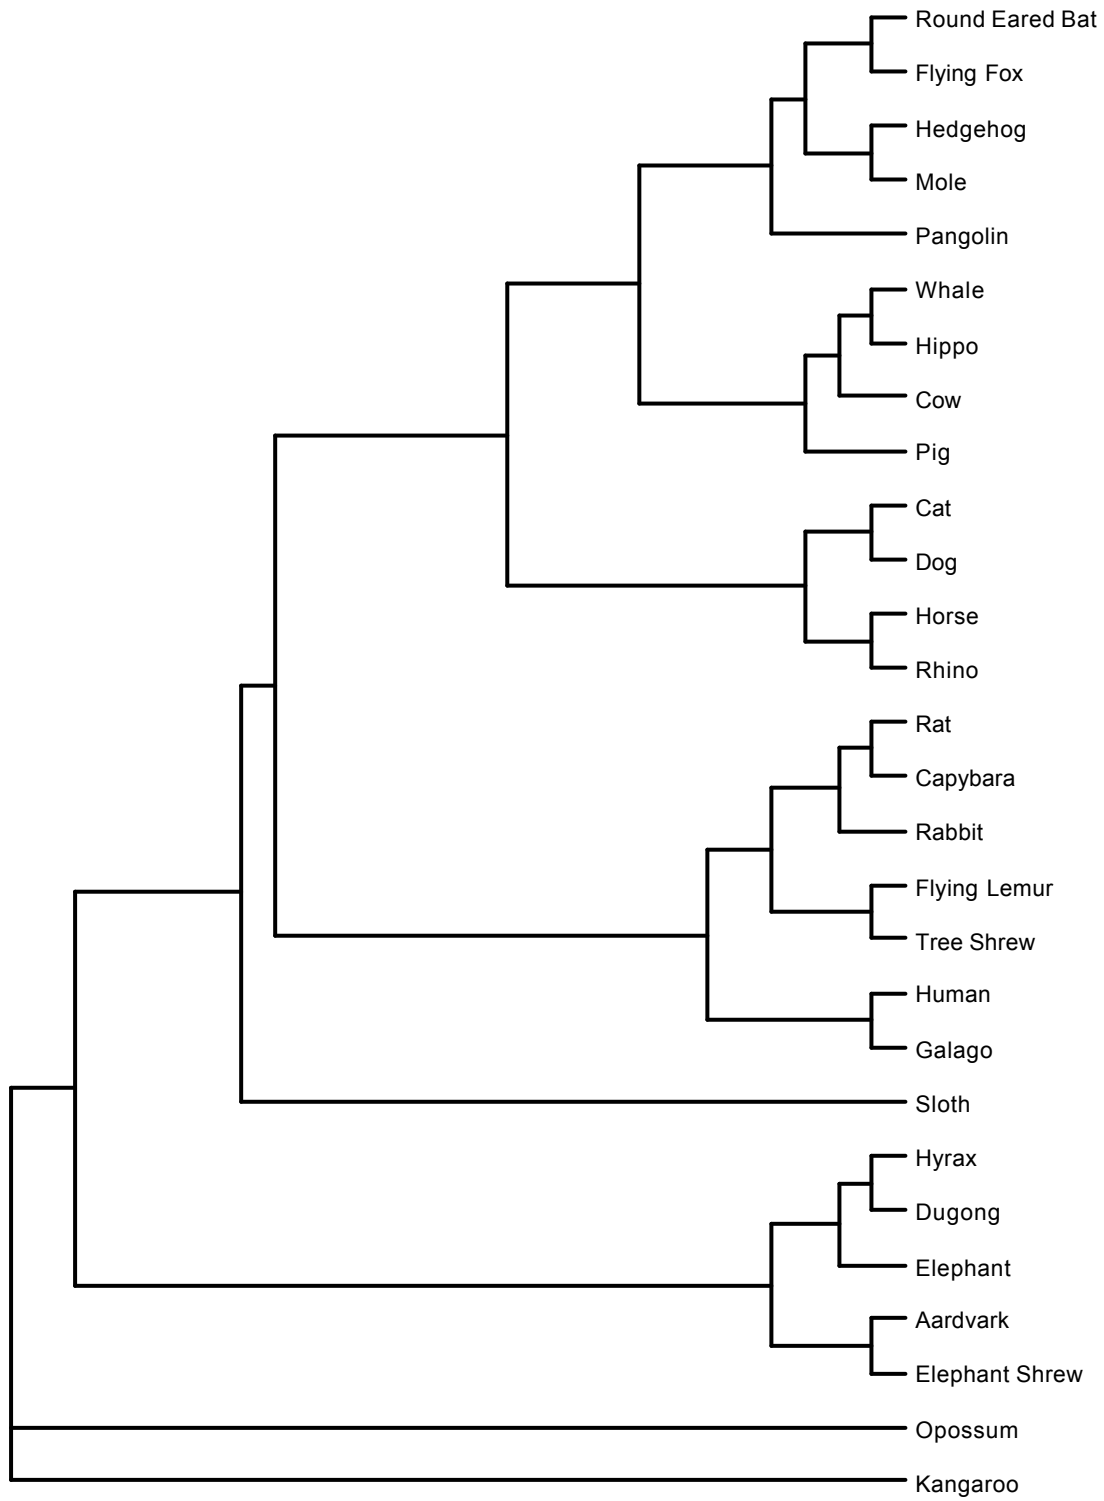 Round Eared Bat
Flying Fox
Hedgehog
Mole
Pangolin
Whale
Hippo
Cow
Pig
Cat
Dog
Horse
Rhino
Rat
Capybara
Rabbit
Flying Lemur
Tree Shrew
Human
Galago
Sloth
Hyrax
Dugong
Elephant
Aardvark
Elephant Shrew
Opossum
Kangaroo